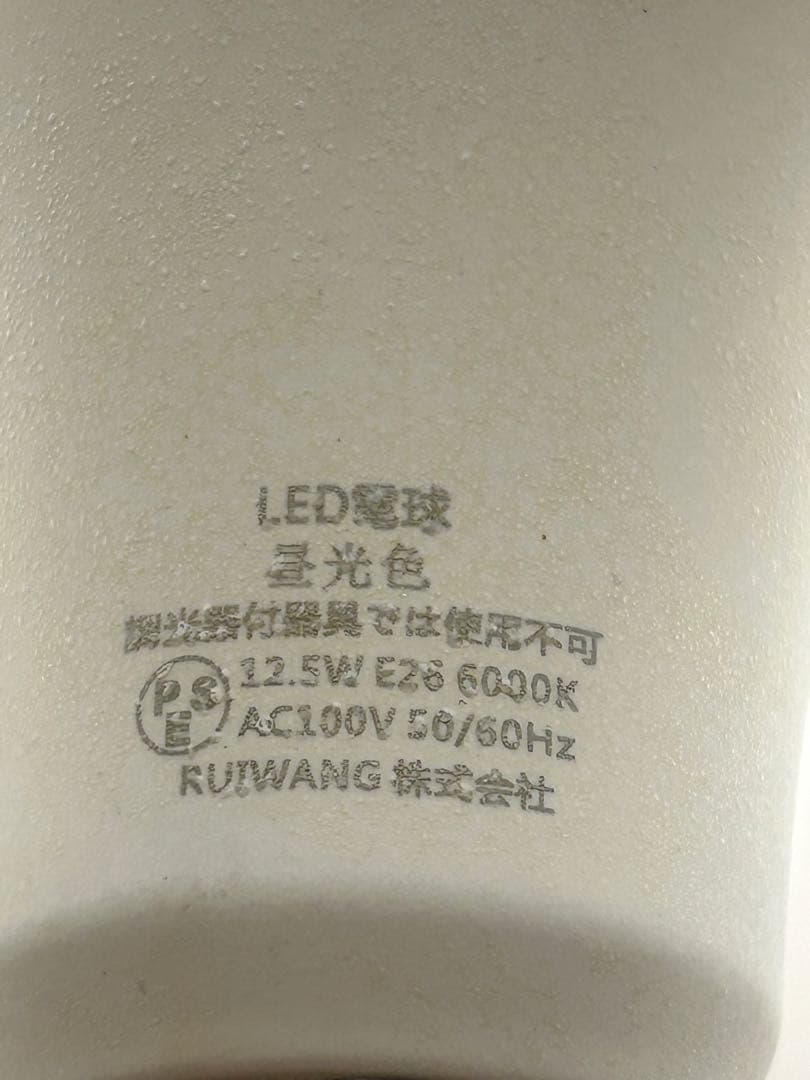 LED電球
昼光色
調光器付器具では使用不可
PSE 12.5W E26 6000K
AC100V 50/60Hz
RUIWANG 株式会社